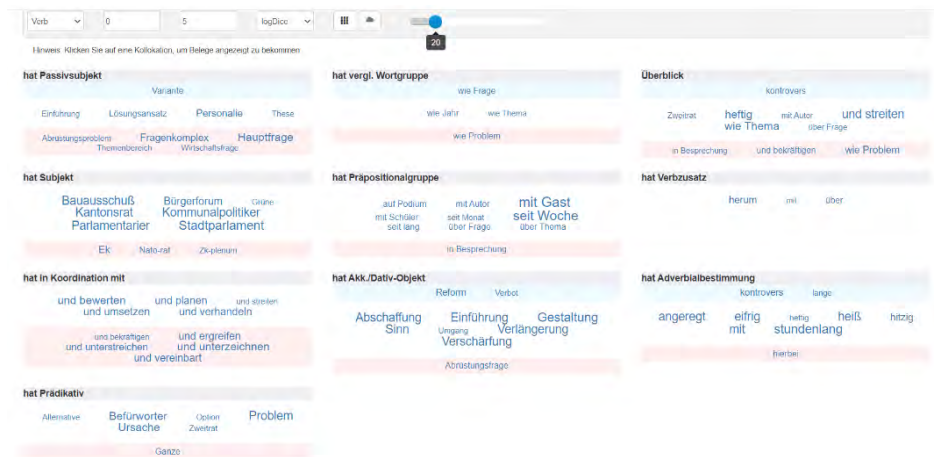 Verb 0 5 logDice
20
Hinweis: Klicken Sie auf eine Kollokation, um Belege angezeigt zu bekommen
hat Passivsubjekt
Variante
Einführung Lösungsansatz Personalie These
Abrüstungsproblem Fragenkomplex Hauptfrage
Themenbereich Wirtschaftsfrage
hat vergl. Wortgruppe
wie Frage
wie Jahr wie Thema
wie Problem
Überblick
kontrovers
Zweitrat heftig mit Autor und streiten
wie Thema über Frage
in Besprechung und bekräftigen wie Problem
hat Subjekt
Bauausschuß Bürgerforum Grüne
Kantonsrat Kommunalpolitiker
Parlamentarier Stadtparlament
Ek Nato-rat Zk-plenum
hat Präpositionalgruppe
auf Podium mit Autor mit Gast
mit Schüler seit Monat seit Woche
seit lang über Frage über Thema
in Besprechung
hat Verbzusatz
herum mit über
hat in Koordination mit
und bewerten und planen und streiten
und umsetzen und verhandeln
und bekräftigen und ergreifen
und unterstreichen und unterzeichnen
und vereinbart
hat Akk./Dativ-Objekt
Reform Verbot
Abschaffung Einführung Gestaltung
Sinn Umgang Verlängerung
Verschärfung
Abrüstungsfrage
hat Adverbialbestimmung
kontrovers lange
angeregt eifrig heftig heiß hitzig
mit stundenlang
hierbei
hat Prädikativ
Alternative Befürworter Option Problem
Ursache Zweitrat
Ganze